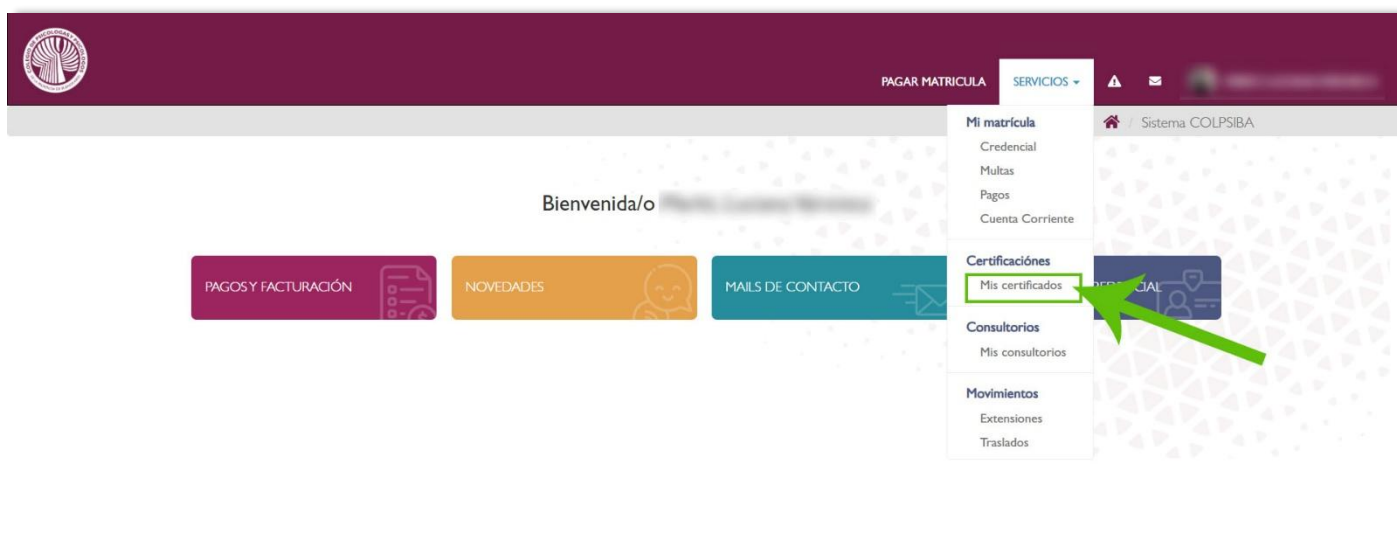 PAGAR MATRICULA SERVICIOS
Mi matrícula
Sistema COLPSIBA
Credencial
Multas
Pagos
Cuenta Corriente
Bienvenida/o
Certificaciónes
Mis certificados
PAGOS Y FACTURACIÓN
NOVEDADES
MAILS DE CONTACTO
Consultorios
Mis consultorios
Movimientos
Extensiones
Traslados